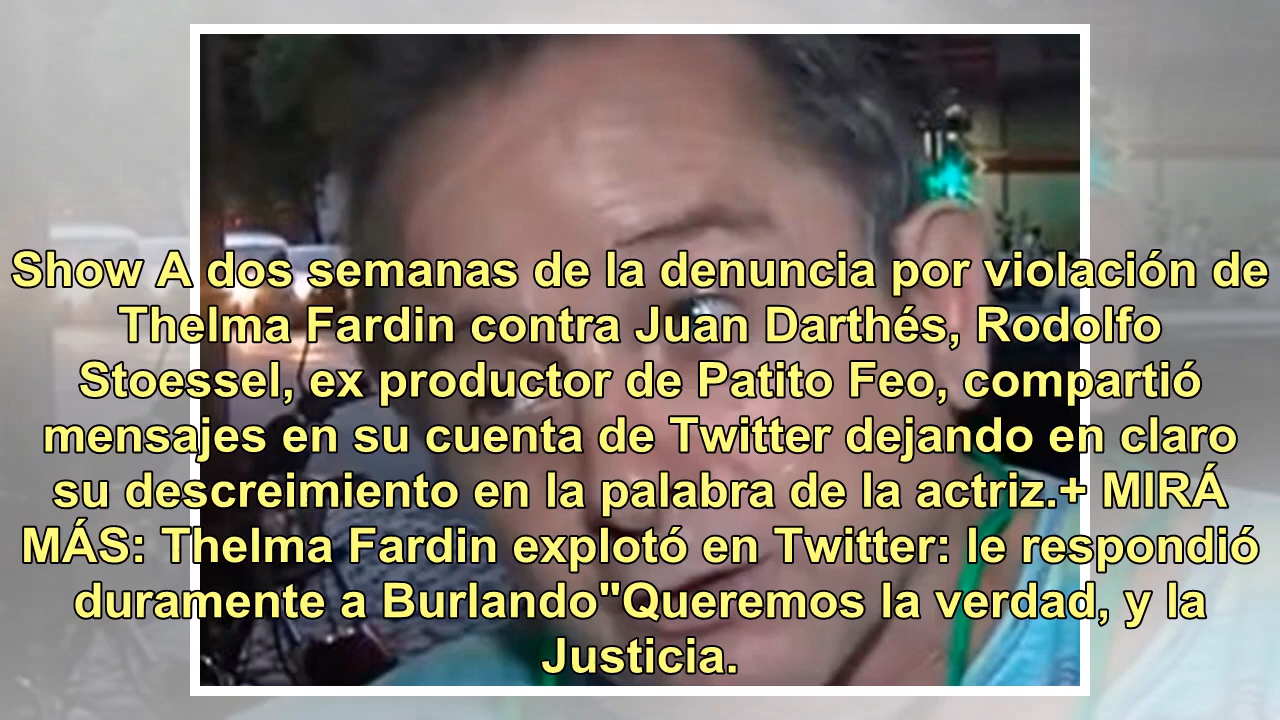 Show A dos semanas de la denuncia por violación de
Thelma Fardin contra Juan Darthés, Rodolfo
Stoessel, ex productor de Patito Feo, compartió
mensajes en su cuenta de Twitter dejando en claro
su descreimiento en la palabra de la actriz.+ MIRÁ
MÁS: Thelma Fardin explotó en Twitter: le respondió
duramente a Burlando"Queremos la verdad, y la
Justicia.